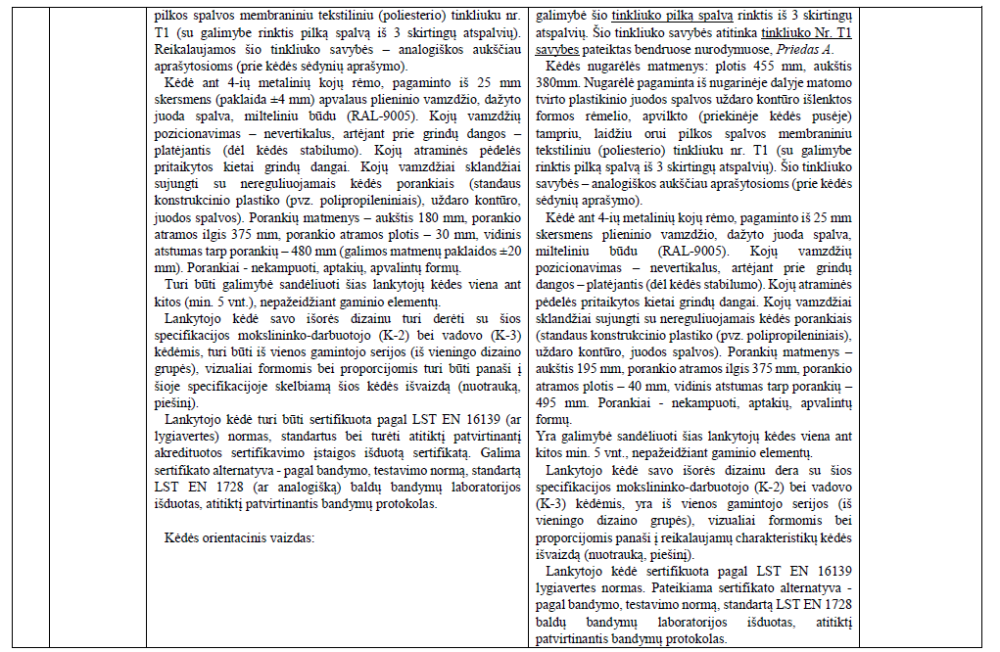 pilkos spalvos membraniniu tekstiliniu (poliesterio) tinkliuku nr.
T1 (su galimybe rinktis pilką spalvą iš 3 skirtingų atspalvių).
Reikalaujamos šio tinkliuko savybės – analogiškos aukščiau
aprašytosioms (prie kėdės sėdynių aprašymo).
Kėdė ant 4-ių metalinių kojų rėmo, pagaminto iš 25 mm
skersmens (paklaida ±4 mm) apvalaus plieninio vamzdžio, dažyto
juoda spalva, milteliniu būdu (RAL-9005). Kojų vamzdžių
pozicionavimas – nevertikalus, artėjant prie grindų dangos –
platėjantis (dėl kėdės stabilumo). Kojų atraminės pėdelės
pritaikytos kietai grindų dangai. Kojų vamzdžiai sklandžiai
sujungti su nereguliuojamais kėdės porankiais (standaus
konstrukcinio plastiko (pvz. polipropileniniais), uždaro kontūro,
juodos spalvos). Porankių matmenys – aukštis 180 mm, porankio
atramos ilgis 375 mm, porankio atramos plotis – 30 mm, vidinis
atstumas tarp porankių – 480 mm (galimos matmenų paklaidos ±20
mm). Porankiai - nekampuoti, aptakių, apvalintų formų.
Turi būti galimybė sandėliuoti šias lankytojų kėdes viena ant
kitos (min. 5 vnt.), nepažeidžiant gaminio elementų.
Lankytojo kėdė savo išorės dizainu turi derėti su šios
specifikacijos mokslininko-darbuotojo (K-2) bei vadovo (K-3)
kėdėmis, turi būti iš vienos gamintojo serijos (iš vieningo dizaino
grupės), vizualiai formomis bei proporcijomis turi būti panaši į
šioje specifikacijoje skelbiamą šios kėdės išvaizdą (nuotrauką,
piešinį).
Lankytojo kėdė turi būti sertifikuota pagal LST EN 16139 (ar
lygiavertes) normas, standartus bei turėti atitiktį patvirtinantį
akredituotos sertifikavimo įstaigos išduotą sertifikatą. Galima
sertifikato alternatyva - pagal bandymo, testavimo normą, standartą
LST EN 1728 (ar analogišką) baldų bandymų laboratorijos
išduotas, atitiktį patvirtinantis bandymų protokolas.
Kėdės orientacinis vaizdas:
galimybė šio tinkliuko pilką spalvą rinktis iš 3 skirtingų
atspalvių. Šio tinkliuko savybės atitinka tinkliuko Nr. T1
savybes pateiktas bendruose nurodymuose, Priedas A.
Kėdės nugarėlės matmenys: plotis 455 mm, aukštis
380mm. Nugarėlė pagaminta iš nugarinėje dalyje matomo
tvirto plastikinio juodos spalvos uždaro kontūro išlenktos
formos rėmelio, apvilkto (priekinėje kėdės pusėje)
tampriu, laidžiu orui pilkos spalvos membraniniu
tekstiliniu (poliesterio) tinkliuku nr. T1 (su galimybe
rinktis pilką spalvą iš 3 skirtingų atspalvių). Šio tinkliuko
savybės – analogiškos aukščiau aprašytosioms (prie kėdės
sėdynių aprašymo).
Kėdė ant 4-ių metalinių kojų rėmo, pagaminto iš 25 mm
skersmens plieninio vamzdžio, dažyto juoda spalva,
milteliniu būdu (RAL-9005). Kojų vamzdžių
pozicionavimas – nevertikalus, artėjant prie grindų
dangos – platėjantis (dėl kėdės stabilumo). Kojų atraminės
pėdelės pritaikytos kietai grindų dangai. Kojų vamzdžiai
sklandžiai sujungti su nereguliuojamais kėdės porankiais
(standaus konstrukcinio plastiko (pvz. polipropileniniais),
uždaro kontūro, juodos spalvos). Porankių matmenys –
aukštis 195 mm, porankio atramos ilgis 375 mm, porankio
atramos plotis – 40 mm, vidinis atstumas tarp porankių –
495 mm. Porankiai - nekampuoti, aptakių, apvalintų
formų.
Yra galimybė sandėliuoti šias lankytojų kėdes viena ant
kitos min. 5 vnt., nepažeidžiant gaminio elementų.
Lankytojo kėdė savo išorės dizainu dera su šios
specifikacijos mokslininko-darbuotojo (K-2) bei vadovo
(K-3) kėdėmis, yra iš vienos gamintojo serijos (iš
vieningo dizaino grupės), vizualiai formomis bei
proporcijomis panaši į reikalaujamų charakteristikų kėdės
išvaizdą (nuotrauką, piešinį).
Lankytojo kėdė sertifikuota pagal LST EN 16139
lygiavertes normas. Pateikiama sertifikato alternatyva -
pagal bandymo, testavimo normą, standartą LST EN 1728
baldų bandymų laboratorijos išduotas, atitiktį
patvirtinantis bandymų protokolas.